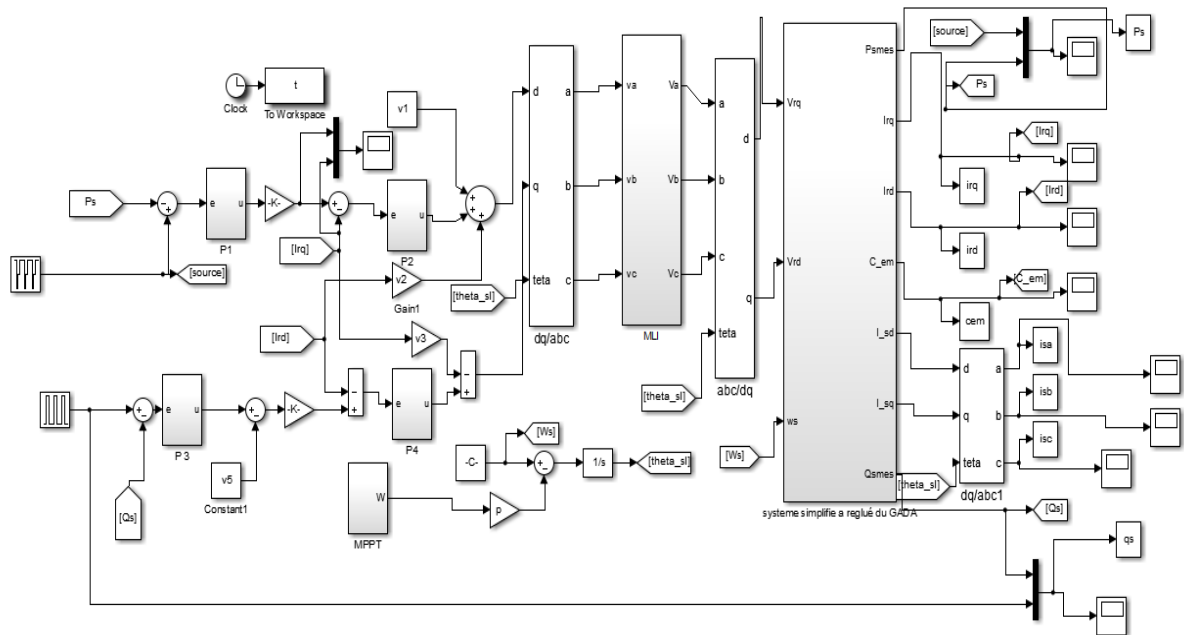 Clock
t
To Workspace
v1
Ps
e
u
P1
-K-
[source]
[Irq]
e
u
P2
v2
Gain1
[theta_sl]
[Ird]
v3
d
q
teta
a
b
c
dq/abc
va
vb
vc
Va
Vb
Vc
MLI
a
b
c
teta
d
q
abc/dq
[theta_sl]
[Ws]
Vrq
Vrd
ws
Psmes
Irq
Ird
C_em
I_sd
I_sq
Qsmes
systeme simplifie a reglué du GADA
[source]
Ps
Ps
[Irq]
irq
[Ird]
ird
[C_em]
cem
d
q
teta
a
b
c
dq/abc1
[theta_sl]
isa
isb
isc
[Qs]
qs
e
u
P3
[Qs]
v5
Constant1
-K-
e
u
P4
-C-
[Ws]
1/s
[theta_sl]
W
MPPT
p